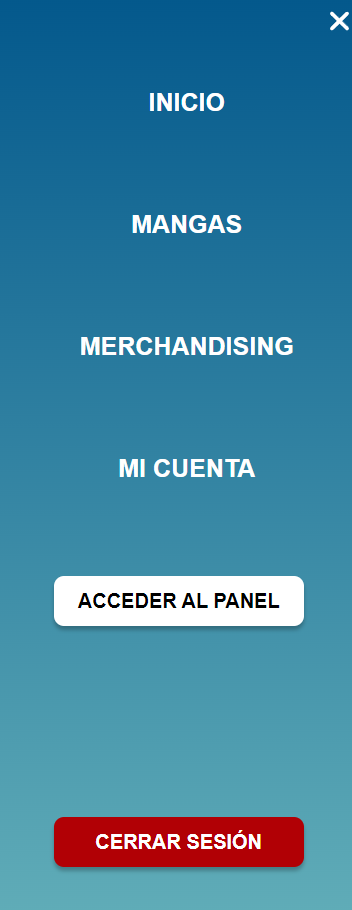 INICIO
MANGAS
MERCHANDISING
MI CUENTA
ACCEDER AL PANEL
CERRAR SESIÓN